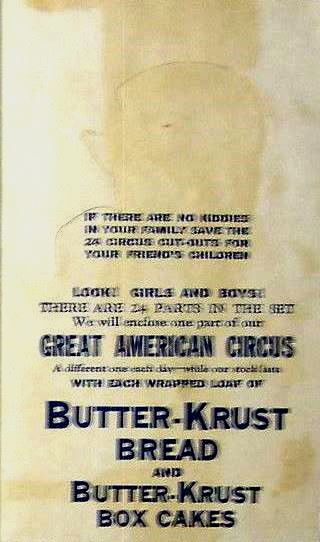 IF THERE ARE NO KIDDIES
IN YOUR FAMILY SAVE THE
24 CIRCUS CUT-OUTS FOR
YOUR FRIEND'S CHILDREN
LOOK! GIRLS AND BOYS!
THERE ARE 24 PARTS IN THE SET
We will enclose one part of our
GREAT AMERICAN CIRCUS
A different one each day—while our stock lasts
WITH EACH WRAPPED LOAF OF
BUTTER-KRUST
BREAD
AND
BUTTER-KRUST
BOX CAKES